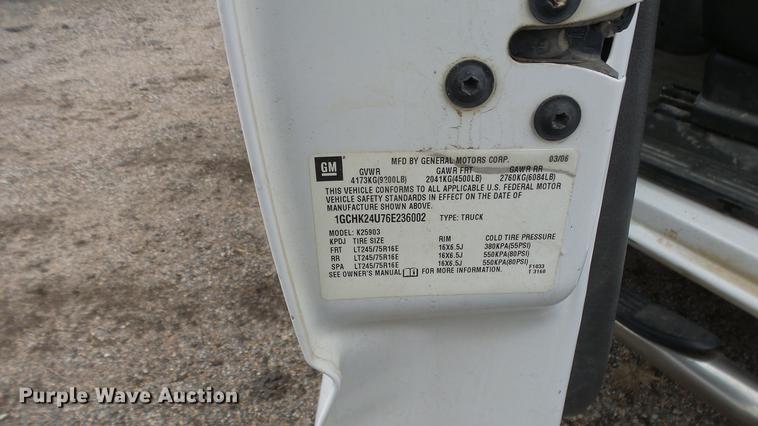 GM
MFD BY GENERAL MOTORS CORP. 03/06
GVWR GAWR FRT GAWR RR
4173KG(9200LB) 2041KG(4500LB) 2760KG(6084LB)
THIS VEHICLE CONFORMS TO ALL APPLICABLE U.S. FEDERAL MOTOR
VEHICLE SAFETY STANDARDS IN EFFECT ON THE DATE OF
MANUFACTURE SHOWN ABOVE.
1GCHK24U76E236002 TYPE: TRUCK
MODEL: K25903
KPDJ TIRE SIZE RIM COLD TIRE PRESSURE
FRT LT245/75R16E 16X6.5J 380KPA(55PSI)
RR LT245/75R16E 16X6.5J 550KPA(80PSI)
SPA LT245/75R16E 16X6.5J 550KPA(80PSI)
SEE OWNER'S MANUAL FOR MORE INFORMATION. F1033
T 3168
Purple Wave Auction®